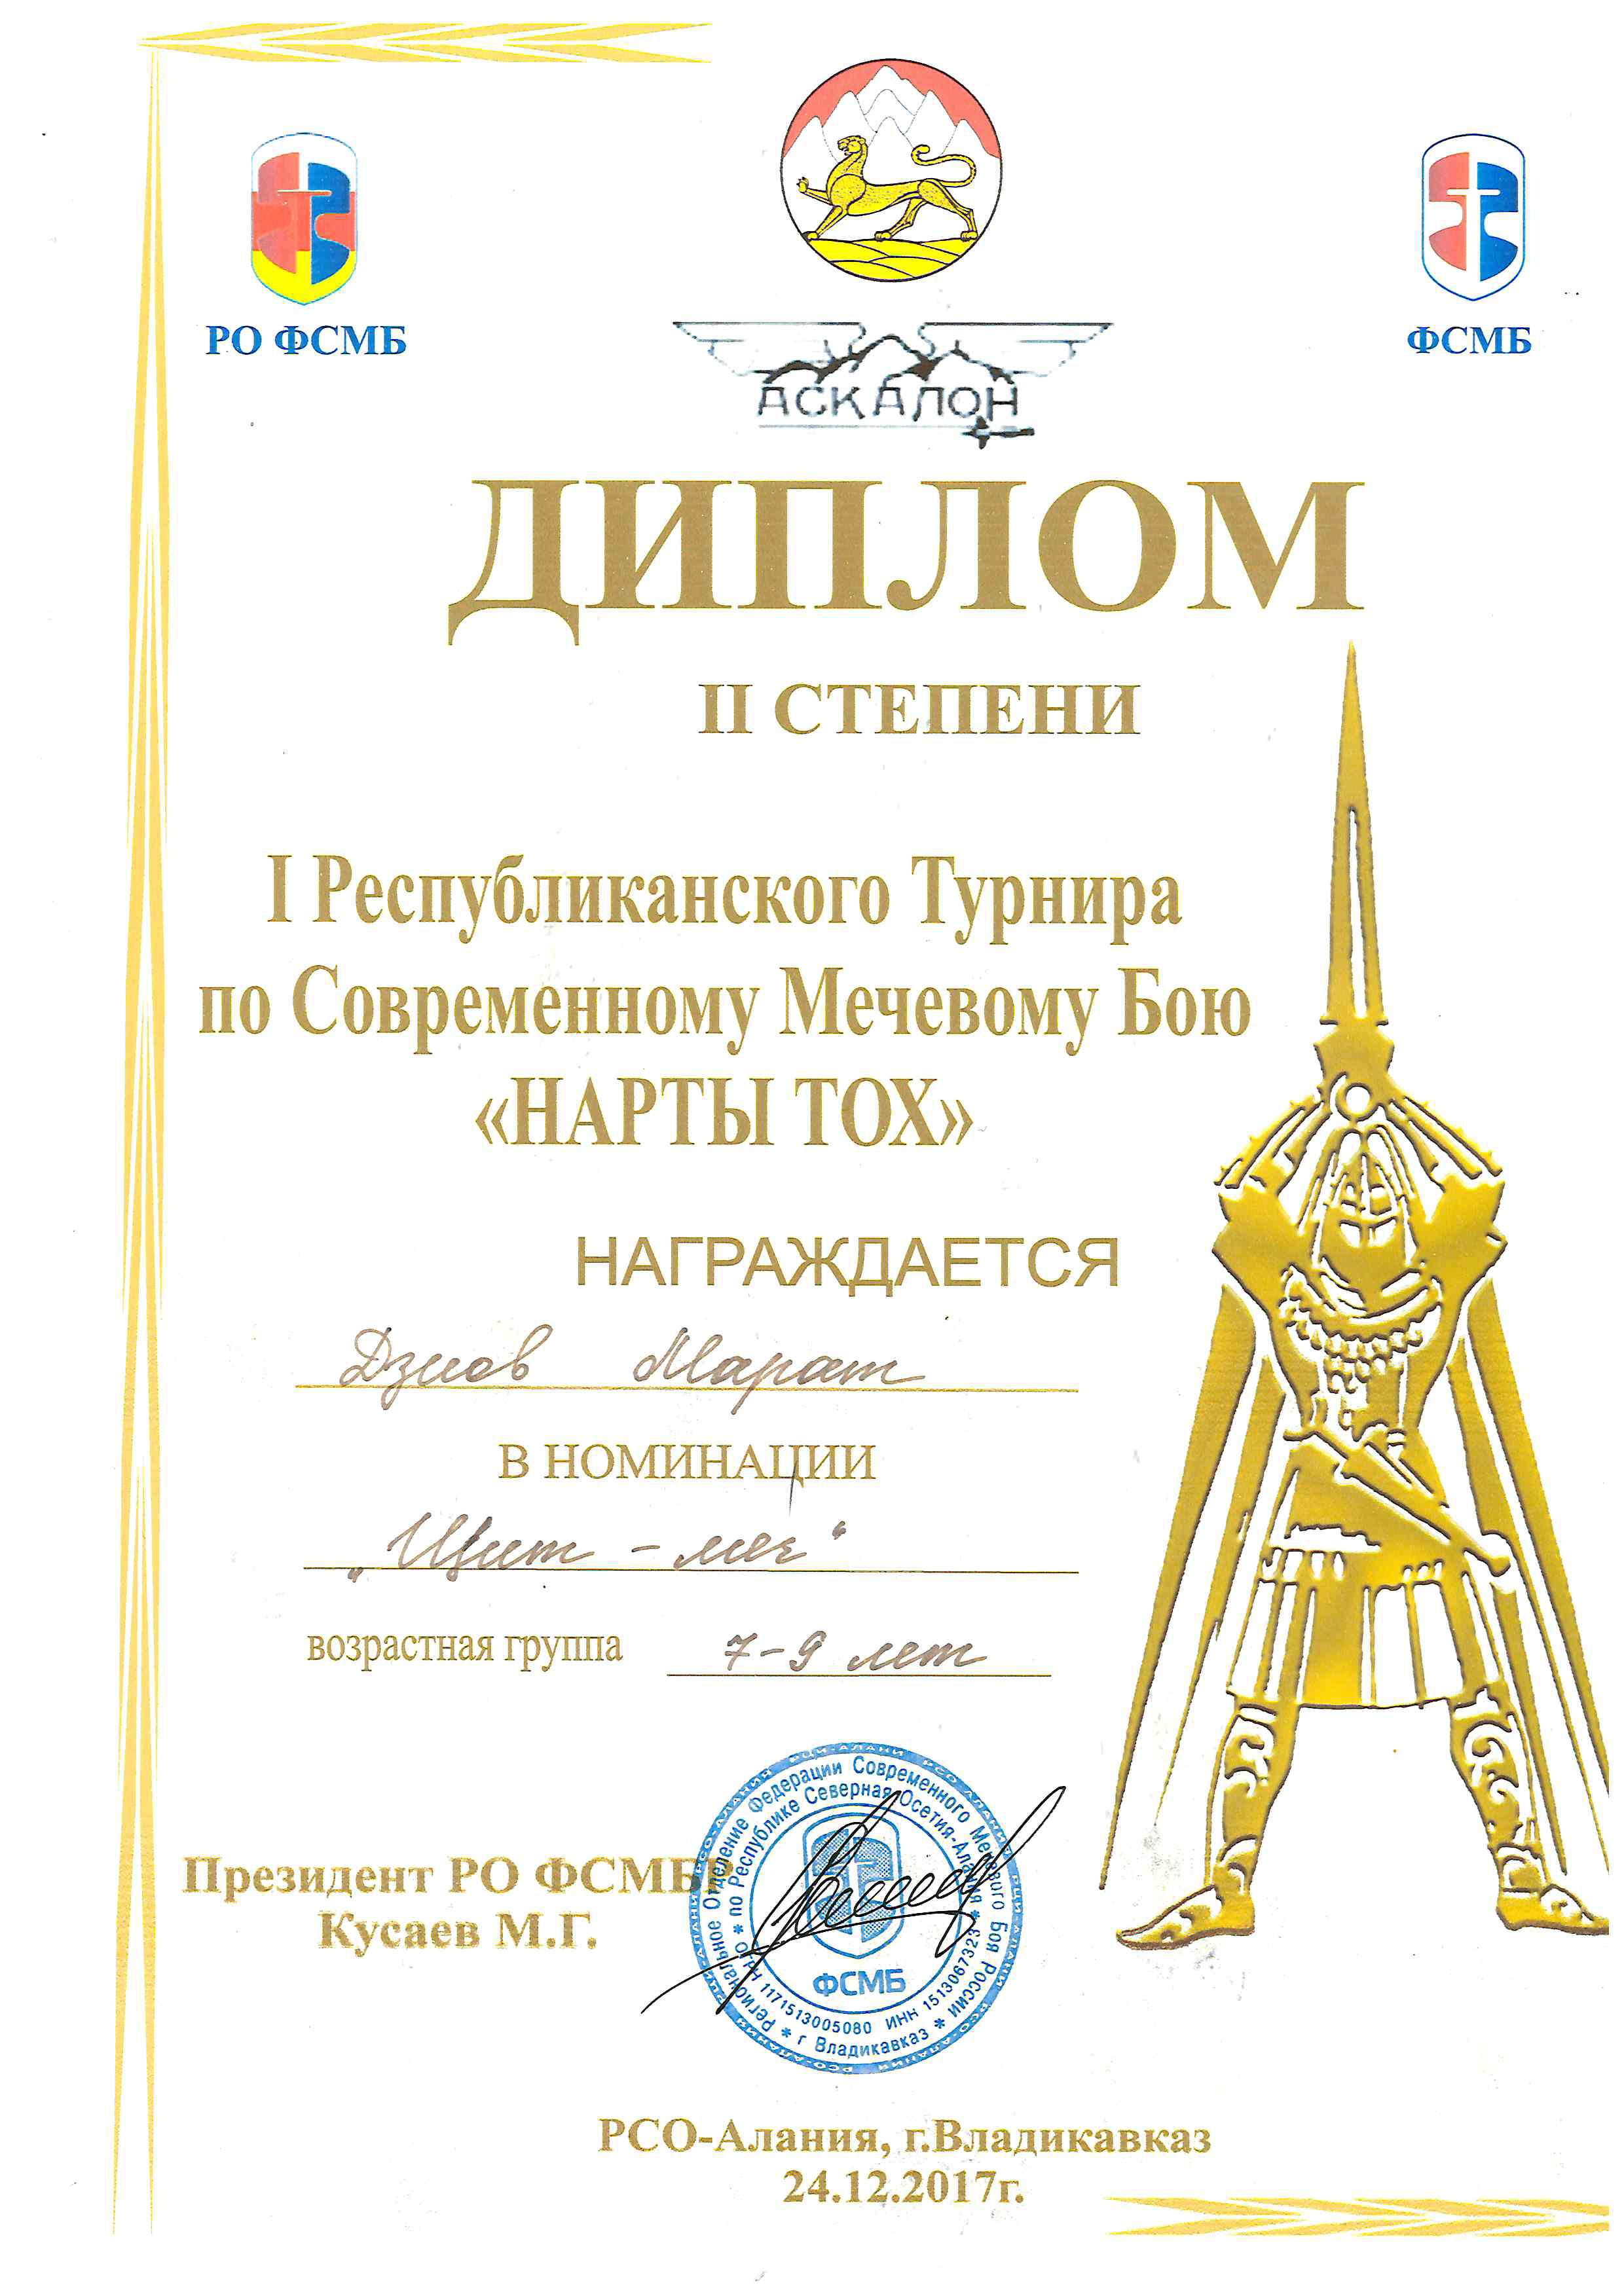 РО ФСМБ
ФСМБ
АСКАЛОН
ДИПЛОМ
II СТЕПЕНИ
I Республиканского Турнира
по Современному Мечевому Бою
«НАРТЫ ТОХ»
НАГРАЖДАЕТСЯ
Дзиов Марат
В НОМИНАЦИИ
„Щит - меч“
возрастная группа 7-9 лет
Президент РО ФСМБ
Кусаев М.Г.
Региональное Отделение Федерации Современного Мечевого Боя России * г Владикавказ *
по Республике Северная Осетия-Алания * ИНН 1513067323 * ОГРН 1171513005080
ФСМБ
РСО-Алания, г.Владикавказ
24.12.2017г.